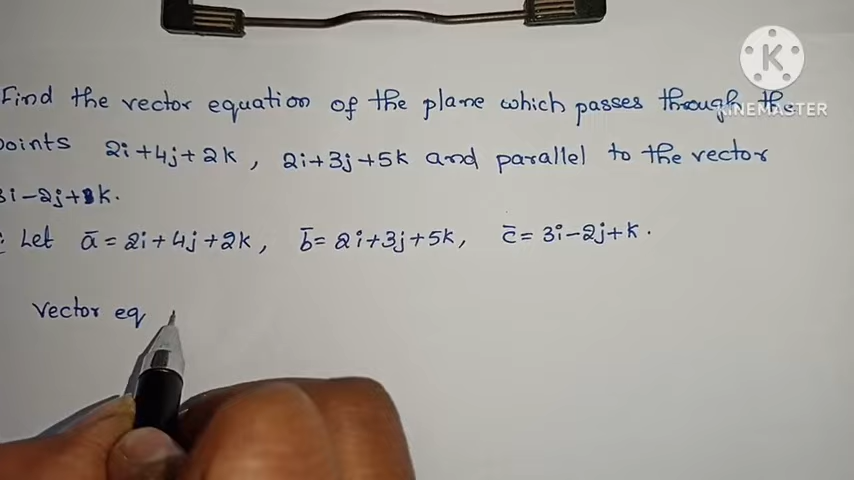 Find the vector equation of the plane which passes through the
points 2i+4j+2k, 2i+3j+5k and parallel to the vector
3i-2j+k.
Let a̅ = 2i+4j+2k, b̅ = 2i+3j+5k, c̅ = 3i-2j+k.
vector eq
K
KINEMASTER